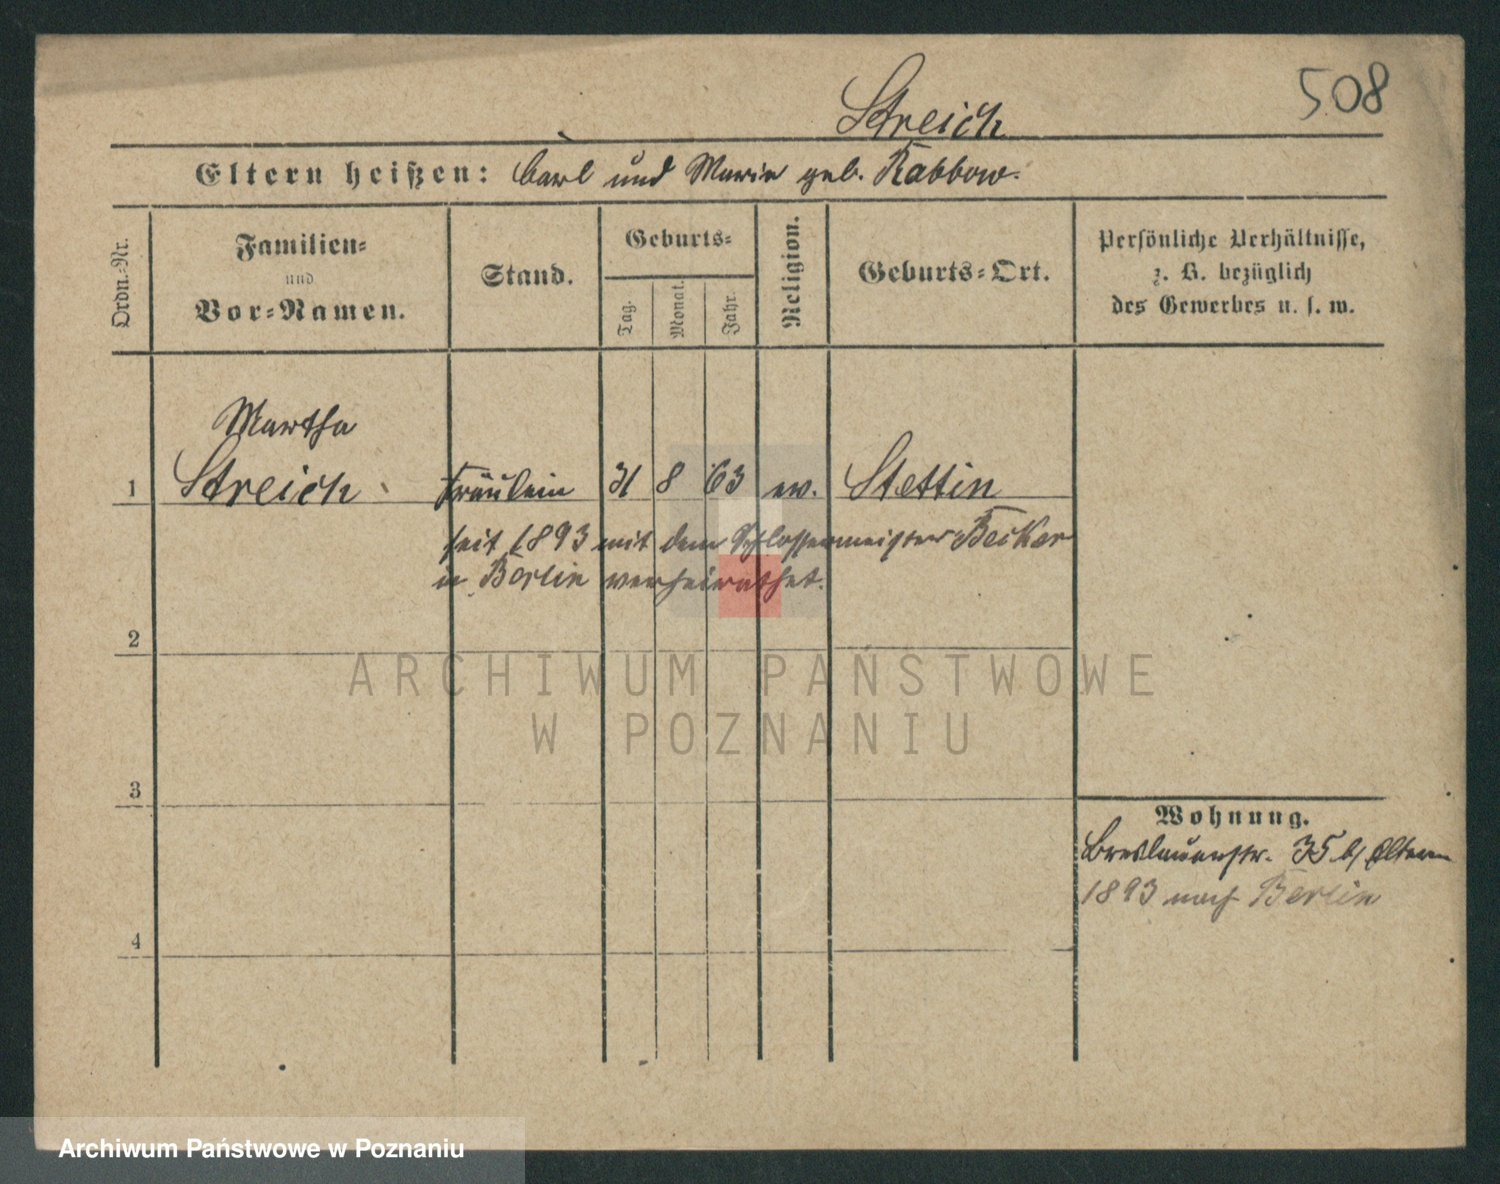 508
Streich
Eltern heißen: Carl und Marie geb. Rabbow.
Ordn.-Nr.
Familien-
und
Vor-Namen.
Stand.
Geburts-
Tag.
Monat.
Jahr.
Religion.
Geburts-Ort.
Persönliche Verhältnisse,
z. B. bezüglich
des Gewerbes u. s. w.
Martha
1 Streich Fräulein 31 8 63 ev. Stettin
seit 1893 mit dem Schlossermeister Becker
in Berlin verheirathet.
2
ARCHIWUM PAŃSTWOWE
W POZNANIU
3
Wohnung.
Breslauerstr. 35 b/ Eltern
1893 nach Berlin
4
Archiwum Państwowe w Poznaniu